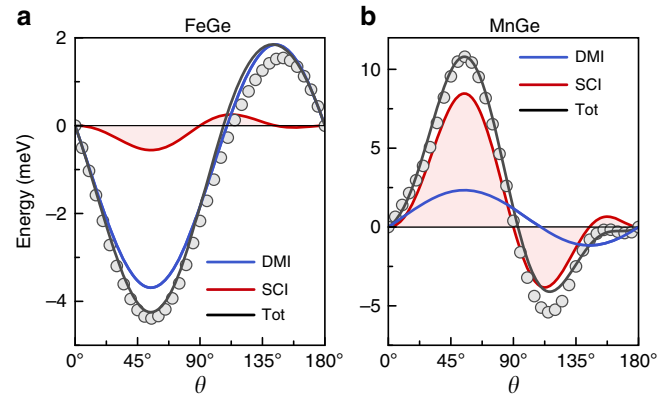 a
FeGe
2
0
−2
−4
Energy (meV)
DMI
SCI
Tot
0° 45° 90° 135° 180°
θ
b
MnGe
10
5
0
−5
DMI
SCI
Tot
0° 45° 90° 135° 180°
θ